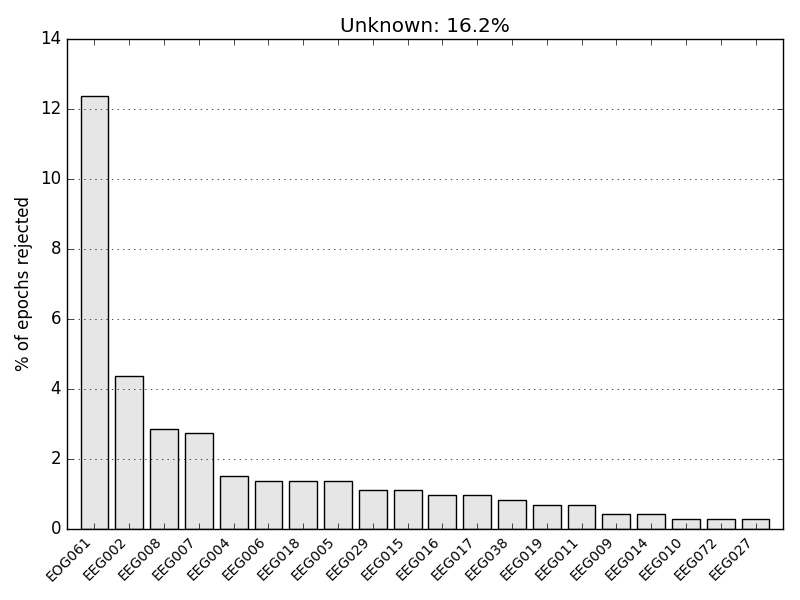 Unknown: 16.2%
14
12
10
8
6
4
2
0
% of epochs rejected
EOG061
EEG002
EEG008
EEG007
EEG004
EEG006
EEG018
EEG005
EEG029
EEG015
EEG016
EEG017
EEG038
EEG019
EEG011
EEG009
EEG014
EEG010
EEG072
EEG027